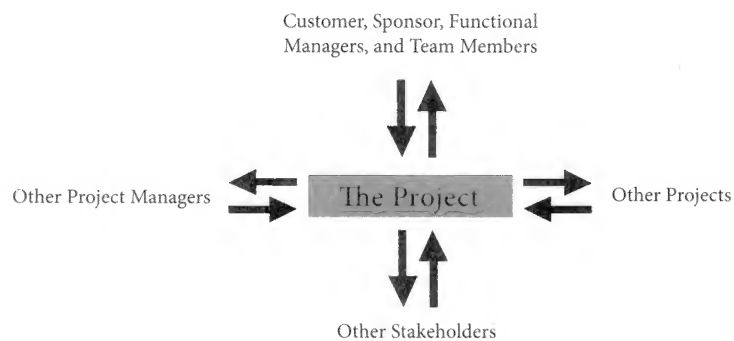 Customer, Sponsor, Functional
Managers, and Team Members
Other Project Managers
The Project
Other Projects
Other Stakeholders